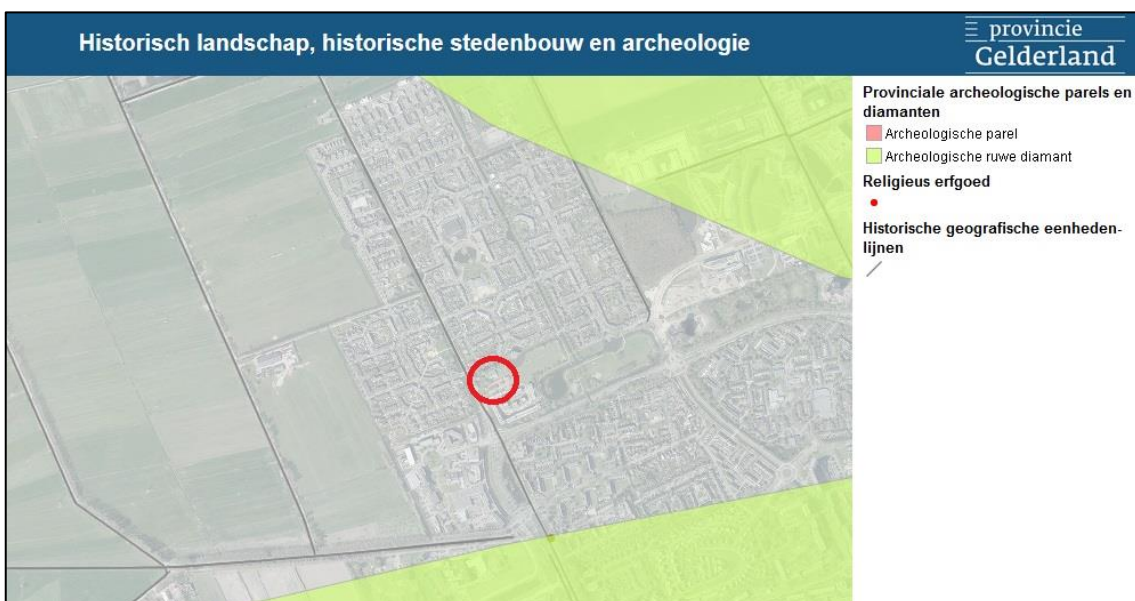 Historisch landschap, historische stedenbouw en archeologie
provincie
Gelderland
Provinciale archeologische parels en
diamanten
Archeologische parel
Archeologische ruwe diamant
Religieus erfgoed
Historische geografische eenheden-
lijnen